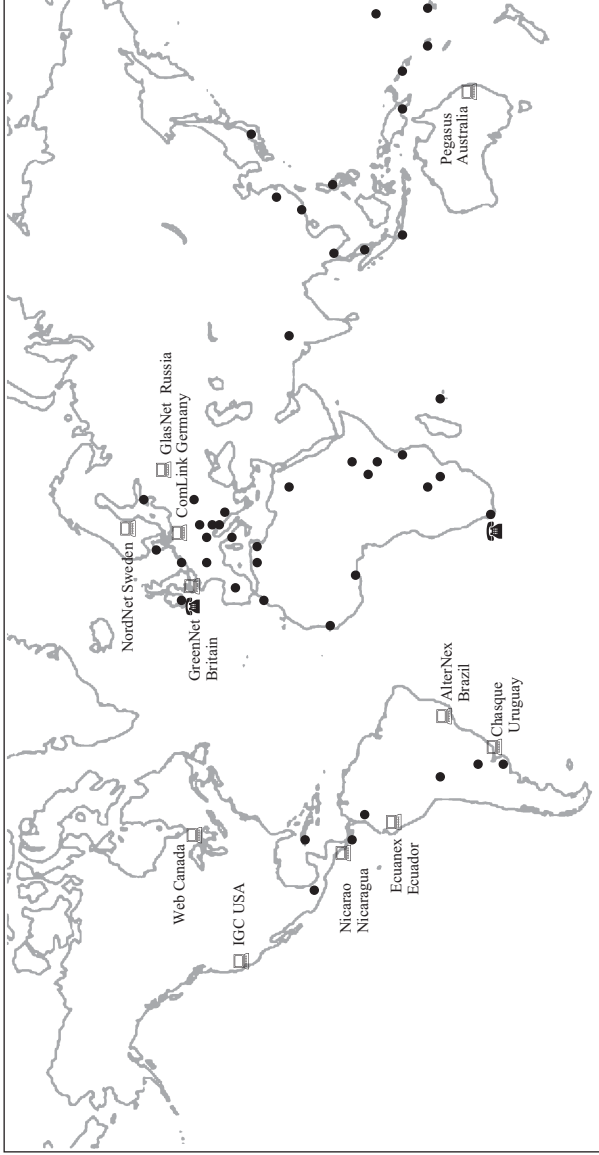 Web Canada
IGC USA
Nicarao
Nicaragua
Ecuanex
Ecuador
AlterNex
Brazil
Chasque
Uruguay
NordNet Sweden
GreenNet
Britain
GlasNet Russia
ComLink Germany
Pegasus
Australia